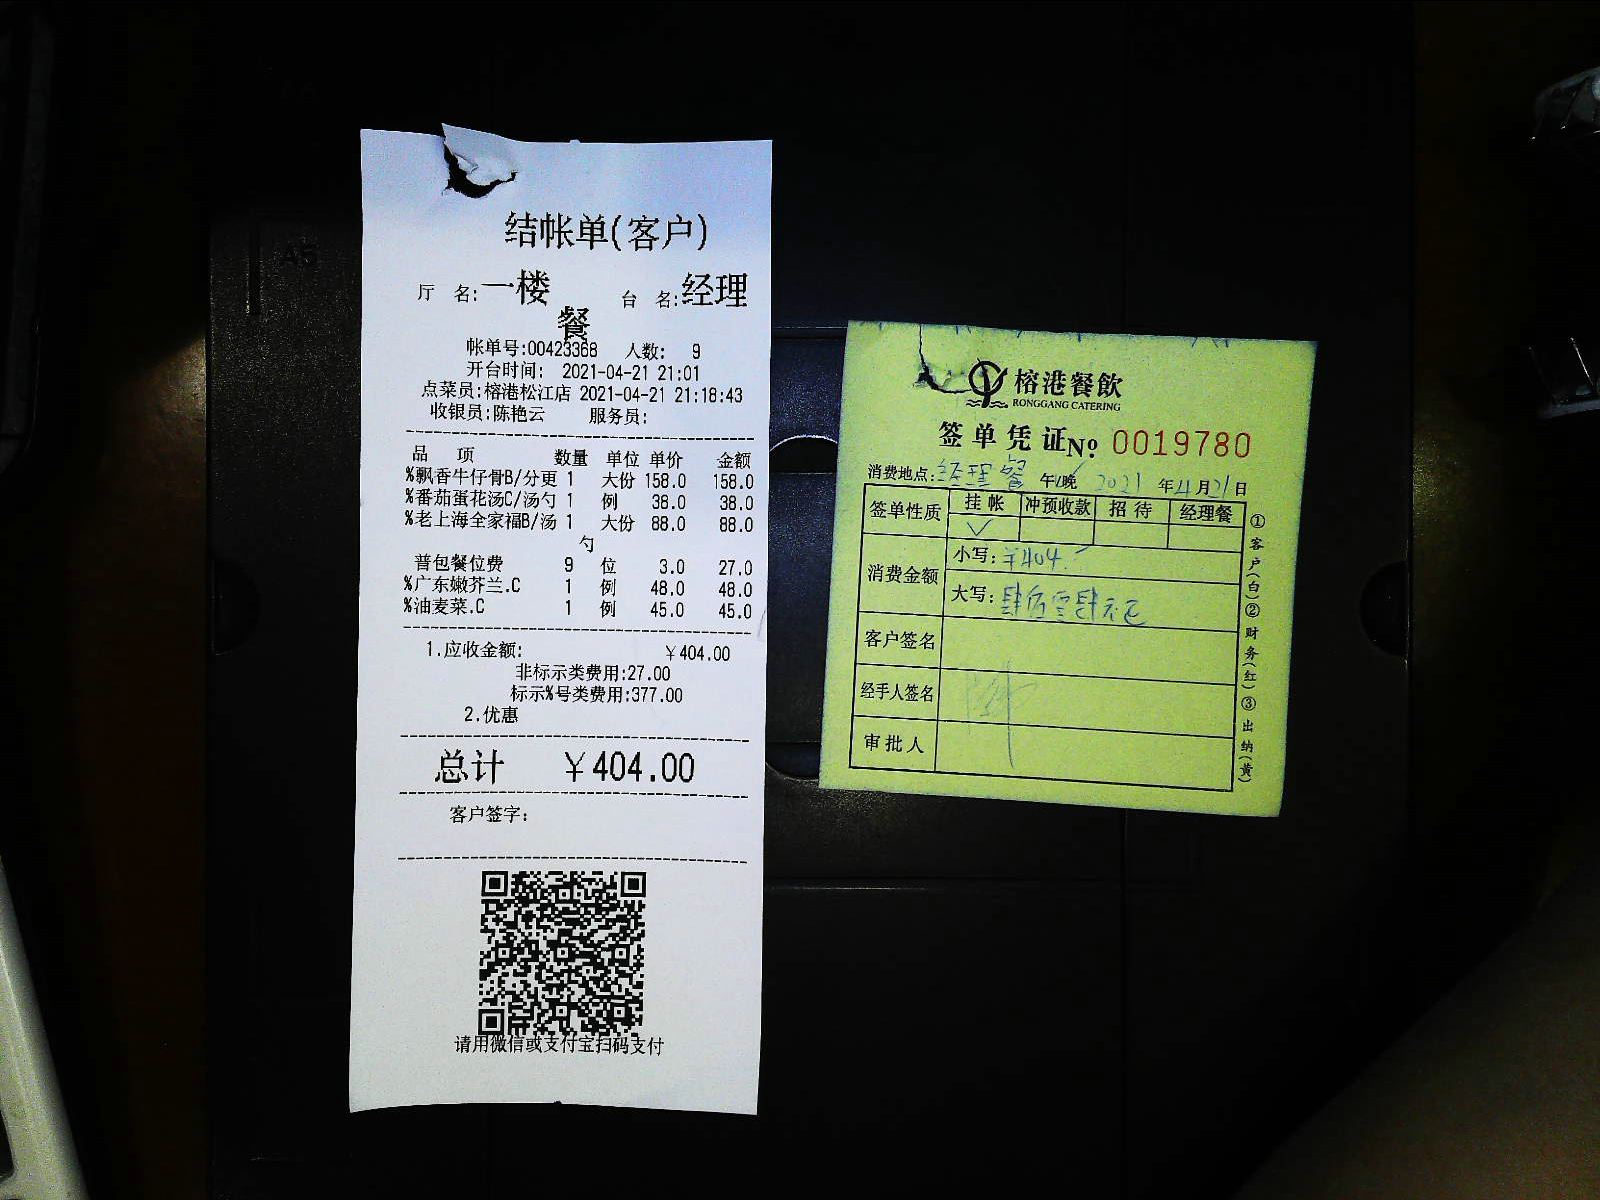 结帐单(客户)
厅 名:一楼 台 名:经理
餐
帐单号:00423368 人数: 9
开台时间: 2021-04-21 21:01
点菜员:榕港松江店 2021-04-21 21:18:43
收银员:陈艳云 服务员:
品 项 数量 单位 单价 金额
%飘香牛仔骨B/分更 1 大份 158.0 158.0
%番茄蛋花汤C/汤勺 1 例 38.0 38.0
%老上海全家福B/汤 1 大份 88.0 88.0
勺
普包餐位费 9 位 3.0 27.0
%广东嫩芥兰.C 1 例 48.0 48.0
%油麦菜.C 1 例 45.0 45.0
1.应收金额: ￥404.00
非标示类费用:27.00
标示%号类费用:377.00
2.优惠
总计 ￥404.00
客户签字:
请用微信或支付宝扫码支付
榕港餐飲
RONGGANG CATERING
签单凭证 No 0019780
消费地点:经理餐 午/晚 2021年4月21日
签单性质 挂帐 冲预收款 招待 经理餐
消费金额 小写:￥404.
大写:肆佰零肆元正
客户签名
经手人签名
审批人
①客户(白)②财务(红)③出纳(黄)
A5